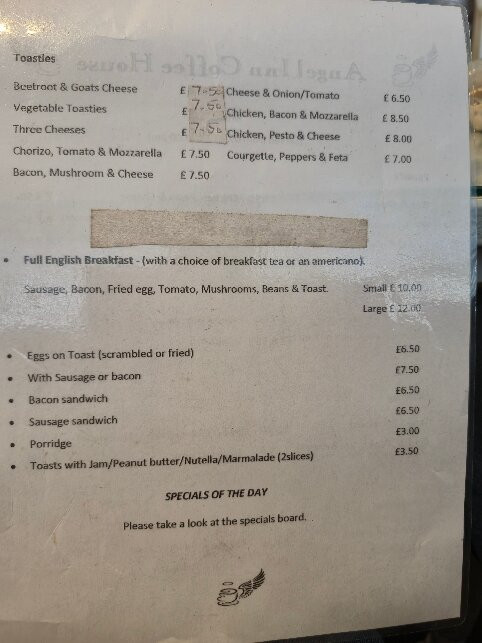 Angel Inn Coffee House
Toasties
Beetroot & Goats Cheese £ 7.50 Cheese & Onion/Tomato £ 6.50
Vegetable Toasties £ 7.50 Chicken, Bacon & Mozzarella £ 8.50
Three Cheeses £ 7.50 Chicken, Pesto & Cheese £ 8.00
Chorizo, Tomato & Mozzarella £ 7.50 Courgette, Peppers & Feta £ 7.00
Bacon, Mushroom & Cheese £ 7.50
• Full English Breakfast - (with a choice of breakfast tea or an americano).
Sausage, Bacon, Fried egg, Tomato, Mushrooms, Beans & Toast. Small £ 10.00
Large £ 12.00
• Eggs on Toast (scrambled or fried) £6.50
• With Sausage or bacon £7.50
• Bacon sandwich £6.50
• Sausage sandwich £6.50
• Porridge £3.00
• Toasts with Jam/Peanut butter/Nutella/Marmalade (2slices) £3.50
SPECIALS OF THE DAY
Please take a look at the specials board.